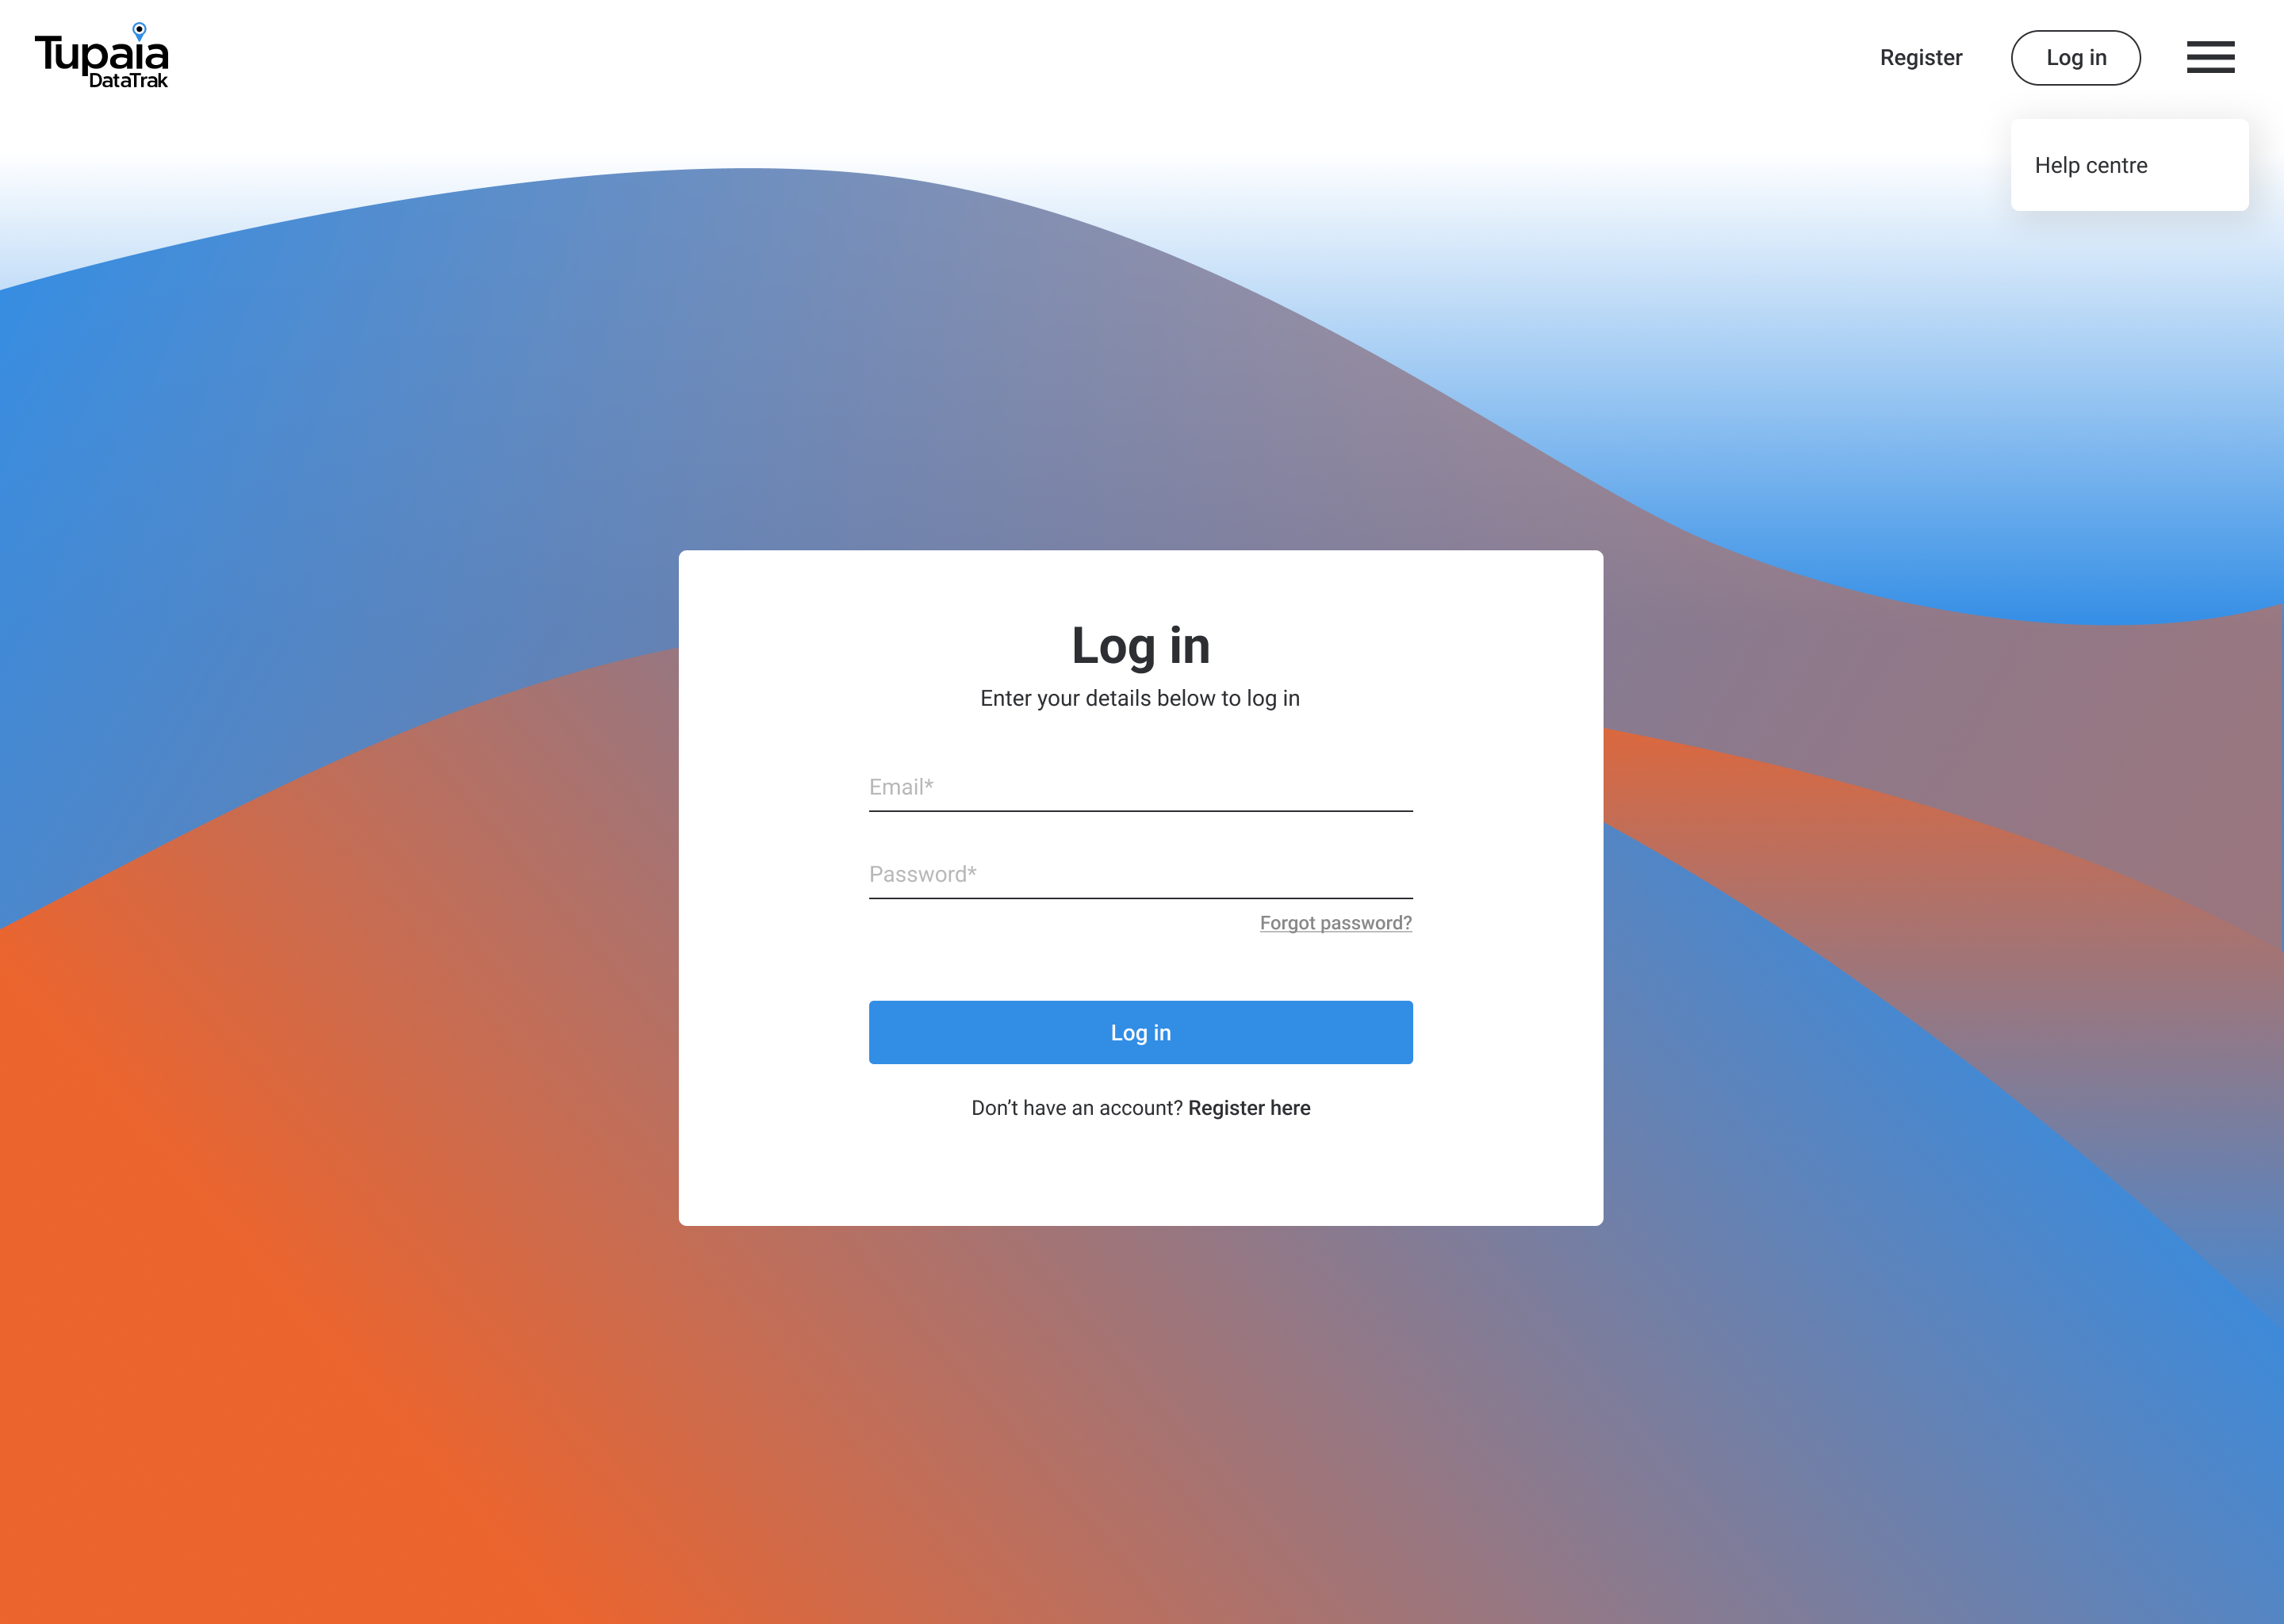 Tupaia
DataTrak
Register
Log in
Help centre
Log in
Enter your details below to log in
Email*
Password*
Forgot password?
Log in
Don’t have an account? Register here